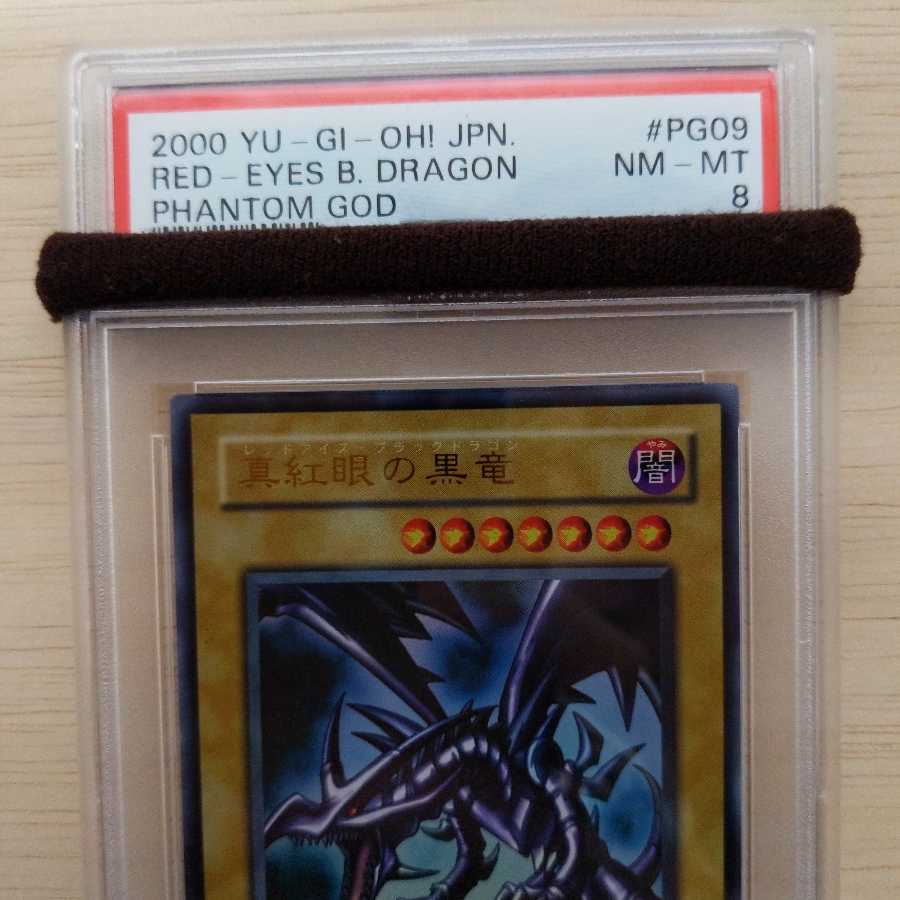 2000 YU-GI-OH! JPN. #PG09
RED-EYES B. DRAGON NM-MT
PHANTOM GOD 8
レッドアイズ ブラックドラゴン
真紅眼の黒竜
やみ
闇